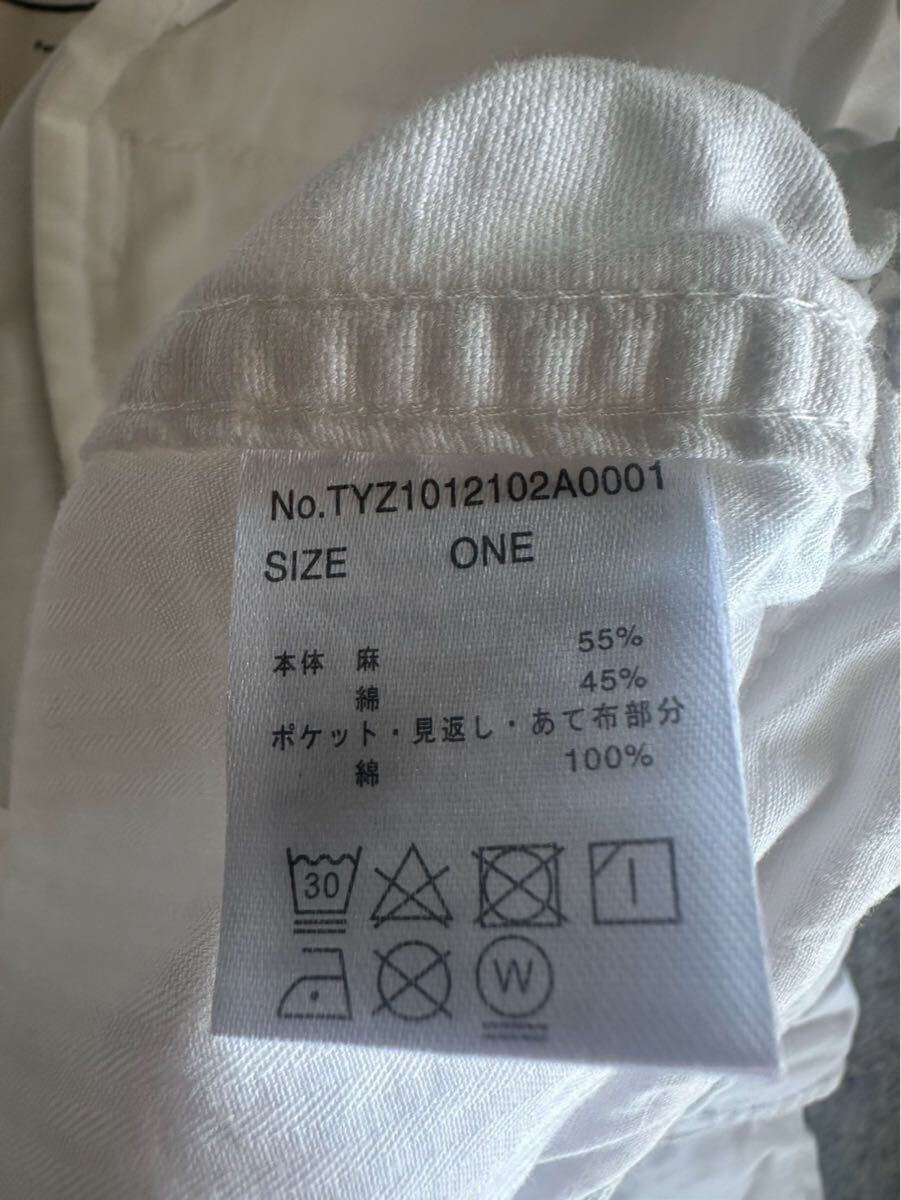 No.TYZ1012102A0001
SIZE ONE
本体 麻 55%
綿 45%
ポケット・見返し・あて布部分
綿 100%
30
W